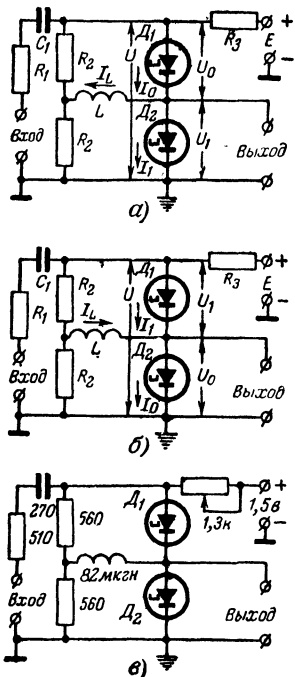 C₁ R₂ U Д₁ R₃ E +
R₁ I_L I₀ U₀ −
L Д₂
Вход R₂ I₁ U₁ Выход
а)
C₁ R₂ U Д₁ R₃ E +
R₁ I_L I₁ U₁ −
L Д₂
Вход R₂ I₀ U₀ Выход
б)
270 560 Д₁ 1,3к 1,5в +
510 −
82мкгн
Вход 560 Д₂ Выход
в)